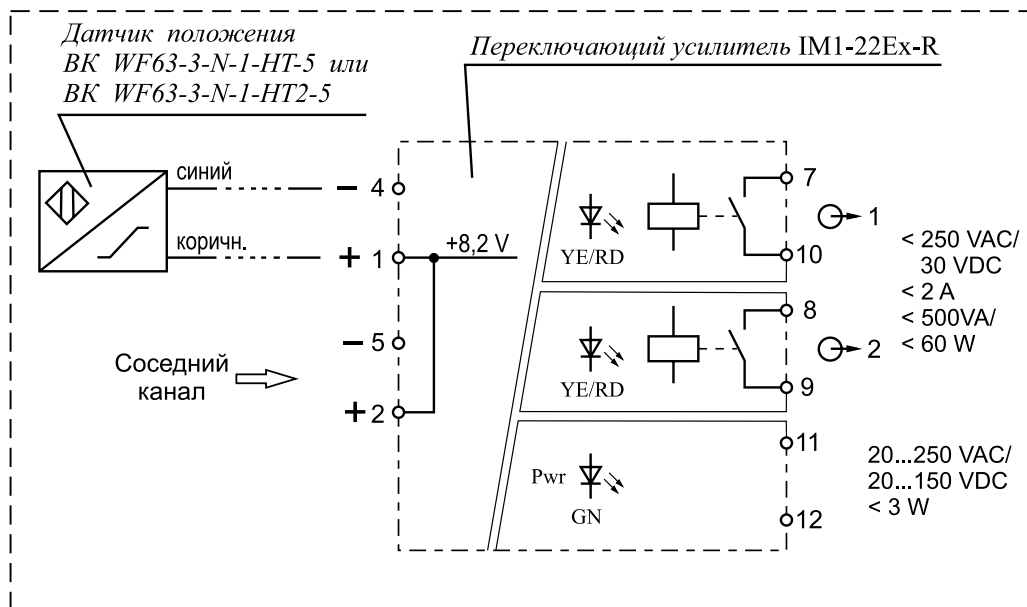 Датчик положения
ВК WF63-3-N-1-HT-5 или
ВК WF63-3-N-1-HT2-5
Переключающий усилитель IM1-22Ex-R
синий
− 4
коричн.
+ 1
+8,2 V
− 5
Соседний
канал
+ 2
YE/RD
7
10
1
YE/RD
8
9
2
< 250 VAC/
30 VDC
< 2 A
< 500VA/
< 60 W
Pwr
GN
11
12
20...250 VAC/
20...150 VDC
< 3 W